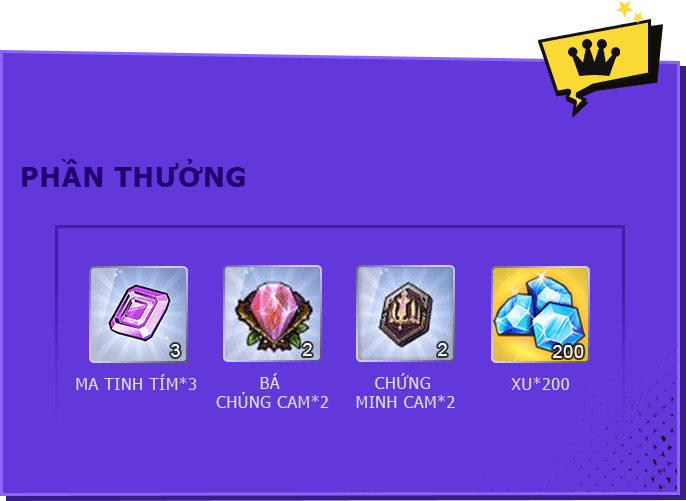 PHẦN THƯỞNG
3
2
2
200
MA TINH TÍM*3
BÁ
CHỦNG CAM*2
CHỨNG
MINH CAM*2
XU*200